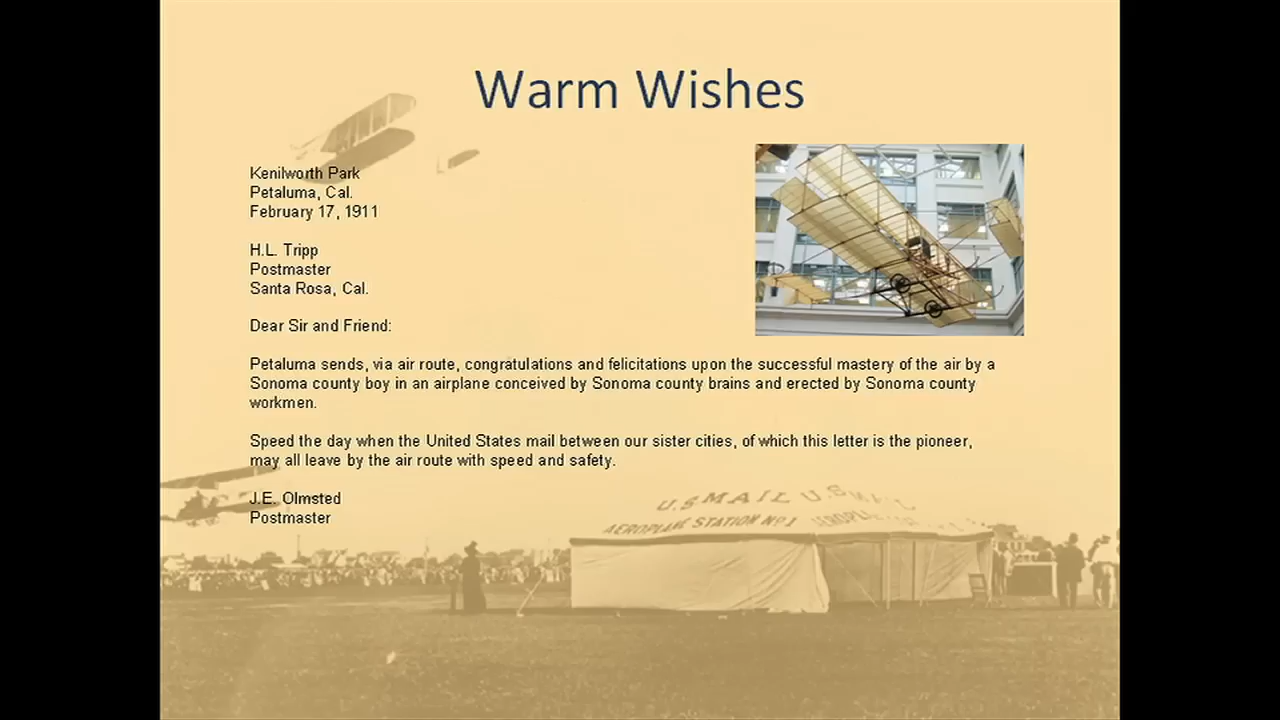 Warm Wishes
Kenilworth Park
Petaluma, Cal.
February 17, 1911
H.L. Tripp
Postmaster
Santa Rosa, Cal.
Dear Sir and Friend:
Petaluma sends, via air route, congratulations and felicitations upon the successful mastery of the air by a
Sonoma county boy in an airplane conceived by Sonoma county brains and erected by Sonoma county
workmen.
Speed the day when the United States mail between our sister cities, of which this letter is the pioneer,
may all leave by the air route with speed and safety.
J.E. Olmsted
Postmaster
U.S MAIL U.S MAIL
AEROPLANE STATION No 1